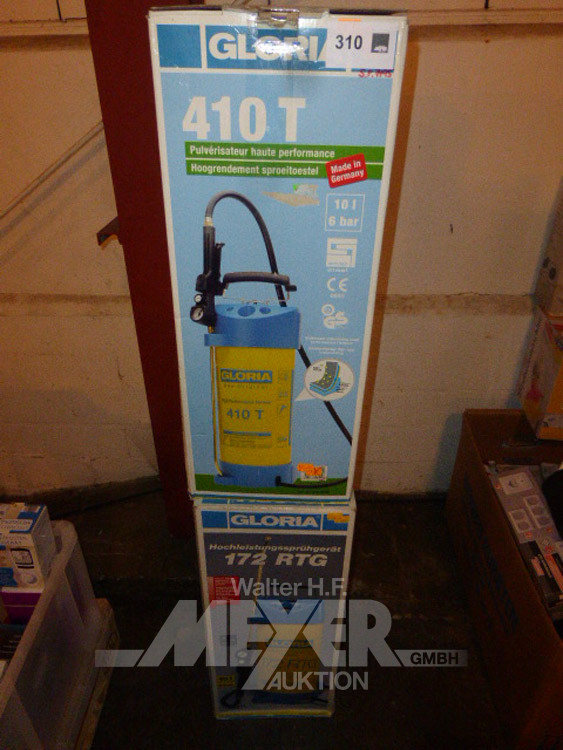 GLORIA
310
410 T
Pulvérisateur haute performance
Hoogrendement sproeitoestel
Made in
Germany
10 l
6 bar
CE
GS
GLORIA
410 T
GLORIA
Hochleistungssprühgerät
172 RTG
Walter H.F.
MEYER
GMBH
AUKTION